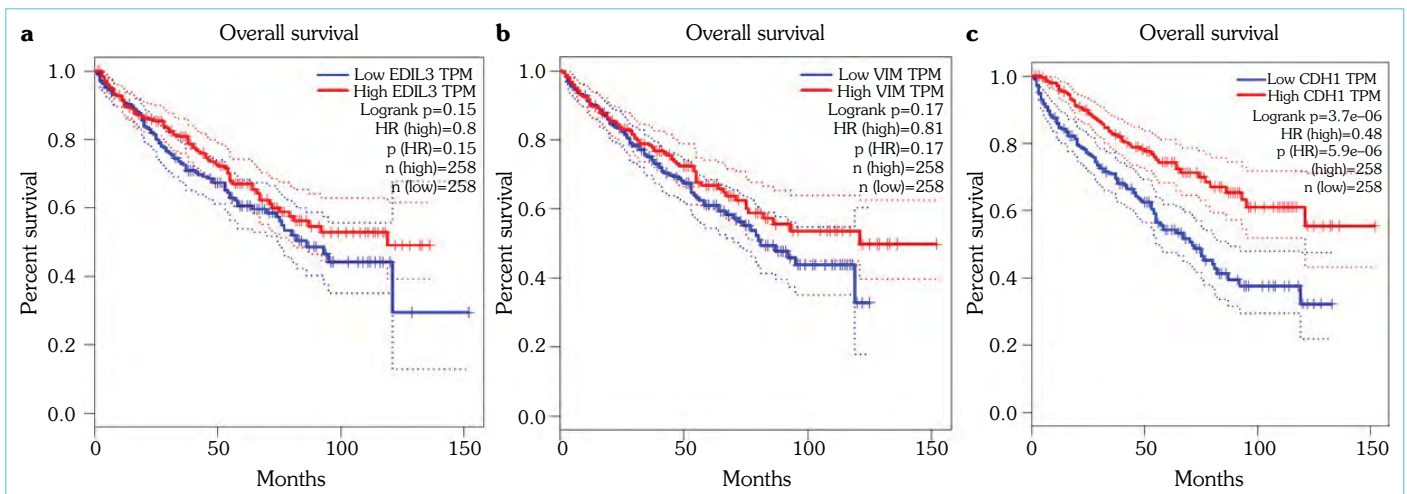 a
Overall survival
Low EDIL3 TPM
High EDIL3 TPM
Logrank p=0.15
HR (high)=0.8
p (HR)=0.15
n (high)=258
n (low)=258
Percent survival
1.0
0.8
0.6
0.4
0.2
0.0
0
50
100
150
Months
b
Overall survival
Low VIM TPM
High VIM TPM
Logrank p=0.17
HR (high)=0.81
p (HR)=0.17
n (high)=258
n (low)=258
Percent survival
1.0
0.8
0.6
0.4
0.2
0.0
0
50
100
150
Months
c
Overall survival
Low CDH1 TPM
High CDH1 TPM
Logrank p=3.7e–06
HR (high)=0.48
p (HR)=5.9e–06
(high)=258
n (low)=258
Percent survival
1.0
0.8
0.6
0.4
0.2
0.0
0
50
100
150
Months